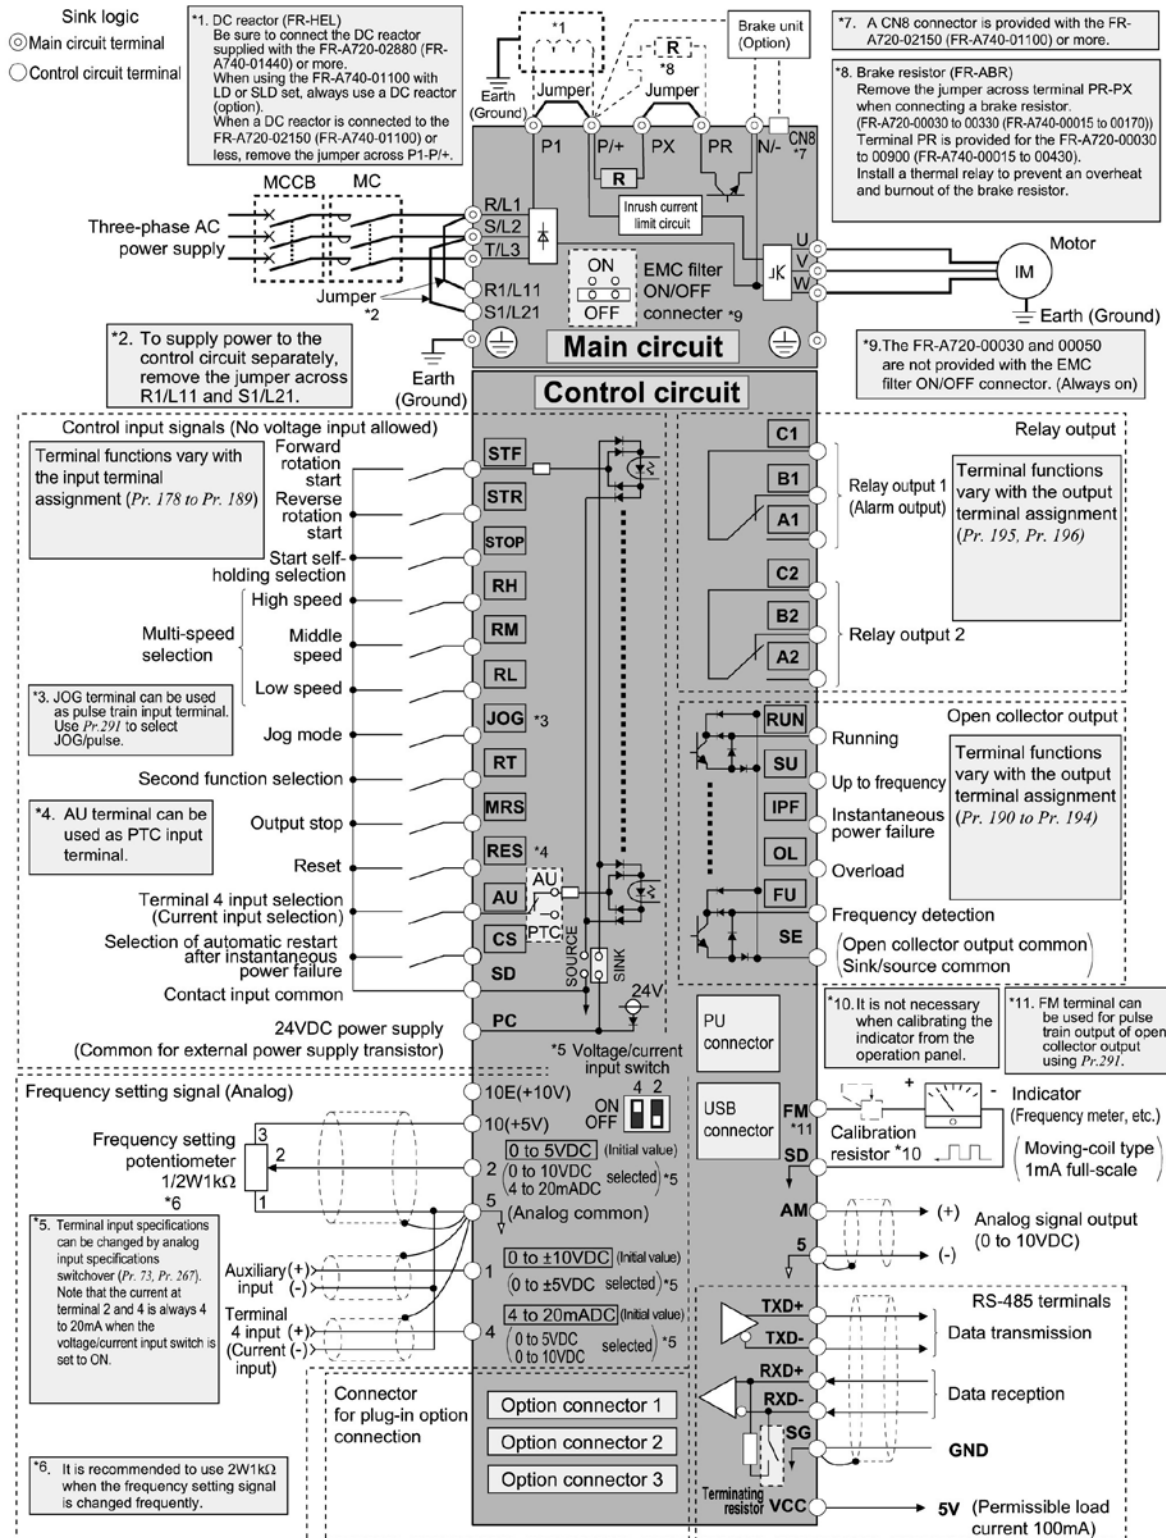 Sink logic
Main circuit terminal
Control circuit terminal
*1. DC reactor (FR-HEL)
Be sure to connect the DC reactor
supplied with the FR-A720-02880 (FR-
A740-01440) or more.
When using the FR-A740-01100 with
LD or SLD set, always use a DC reactor
(option).
When a DC reactor is connected to the
FR-A720-02150 (FR-A740-01100) or
less, remove the jumper across P1-P/+.
*1
Earth
(Ground)
Jumper
R
*8
Jumper
Brake unit
(Option)
*7. A CN8 connector is provided with the FR-
A720-02150 (FR-A740-01100) or more.
*8. Brake resistor (FR-ABR)
Remove the jumper across terminal PR-PX
when connecting a brake resistor.
(FR-A720-00030 to 00330 (FR-A740-00015 to 00170))
Terminal PR is provided for the FR-A720-00030
to 00900 (FR-A740-00015 to 00430).
Install a thermal relay to prevent an overheat
and burnout of the brake resistor.
P1
P/+
PX
PR
N/-
CN8
*7
R
Inrush current
limit circuit
MCCB
MC
Three-phase AC
power supply
R/L1
S/L2
T/L3
R1/L11
S1/L21
Jumper
*2
ON
OFF
EMC filter
ON/OFF
connecter *9
U
V
W
Motor
IM
Earth (Ground)
*2. To supply power to the
control circuit separately,
remove the jumper across
R1/L11 and S1/L21.
Earth
(Ground)
Main circuit
*9.The FR-A720-00030 and 00050
are not provided with the EMC
filter ON/OFF connector. (Always on)
Control circuit
Control input signals (No voltage input allowed)
Terminal functions vary with
the input terminal
assignment (Pr. 178 to Pr. 189)
Forward
rotation
start
Reverse
rotation
start
Start self-
holding selection
Multi-speed
selection
High speed
Middle
speed
Low speed
*3. JOG terminal can be used
as pulse train input terminal.
Use Pr.291 to select
JOG/pulse.
Jog mode
Second function selection
*4. AU terminal can be
used as PTC input
terminal.
Output stop
Reset
Terminal 4 input selection
(Current input selection)
Selection of automatic restart
after instantaneous
power failure
Contact input common
24VDC power supply
(Common for external power supply transistor)
STF
STR
STOP
RH
RM
RL
JOG *3
RT
MRS
RES *4
AU
CS
SD
PC
AU
PTC
SOURCE
SINK
24V
C1
B1
A1
C2
B2
A2
Relay output
Relay output 1
(Alarm output)
Relay output 2
Terminal functions
vary with the output
terminal assignment
(Pr. 195, Pr. 196)
RUN
SU
IPF
OL
FU
SE
Open collector output
Running
Up to frequency
Instantaneous
power failure
Overload
Frequency detection
(Open collector output common
Sink/source common)
Terminal functions
vary with the output
terminal assignment
(Pr. 190 to Pr. 194)
PU
connector
USB
connector
*10.It is not necessary
when calibrating the
indicator from the
operation panel.
*11. FM terminal can
be used for pulse
train output of open
collector output
using Pr.291.
*5 Voltage/current
input switch
4 2
ON
OFF
Frequency setting signal (Analog)
Frequency setting
potentiometer
1/2W1kΩ
*6
3
2
1
10E(+10V)
10(+5V)
2
0 to 5VDC (Initial value)
(0 to 10VDC
4 to 20mADC selected) *5
5
(Analog common)
*5. Terminal input specifications
can be changed by analog
input specifications
switchover (Pr. 73, Pr. 267).
Note that the current at
terminal 2 and 4 is always 4
to 20mA when the
voltage/current input switch is
set to ON.
Auxiliary (+)
input (-)
1
0 to ±10VDC (Initial value)
(0 to ±5VDC selected) *5
Terminal
4 input (+)
(Current (-)
input)
4
4 to 20mADC (Initial value)
(0 to 5VDC
0 to 10VDC selected) *5
*6. It is recommended to use 2W1kΩ
when the frequency setting signal
is changed frequently.
Connector
for plug-in option
connection
Option connector 1
Option connector 2
Option connector 3
FM
*11
SD
+
-
Indicator
(Frequency meter, etc.)
Calibration
resistor *10
(Moving-coil type
1mA full-scale)
AM
5
(+)
(-)
Analog signal output
(0 to 10VDC)
RS-485 terminals
TXD+
TXD-
RXD+
RXD-
SG
Terminating
resistor
VCC
Data transmission
Data reception
GND
5V (Permissible load
current 100mA)